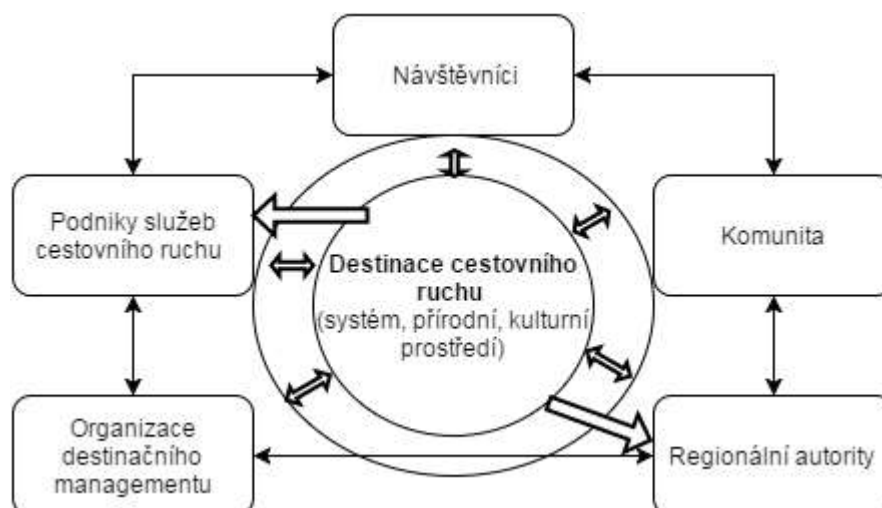 Návštěvníci
Podniky služeb
cestovního ruchu
Komunita
Destinace cestovního
ruchu
(systém, přírodní, kulturní
prostředí)
Organizace
destinačního
managementu
Regionální autority